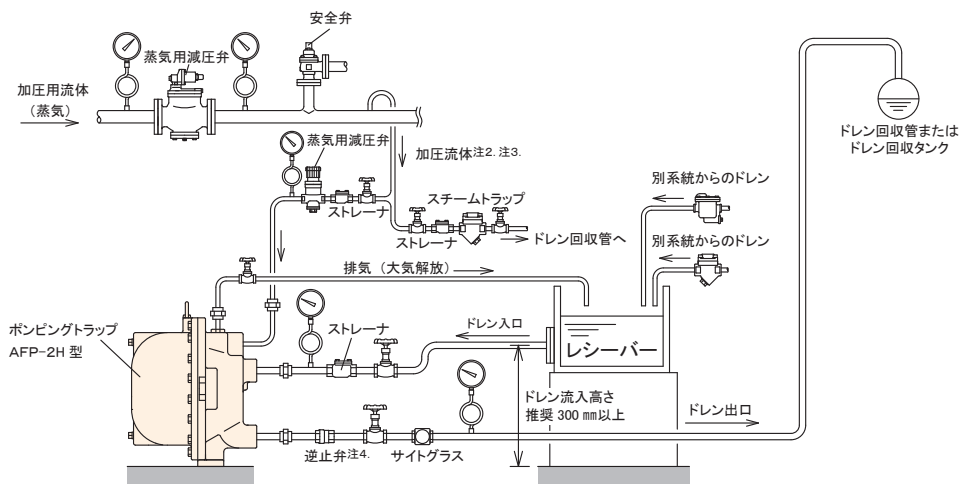 安全弁
蒸気用減圧弁
加圧用流体
(蒸気)
蒸気用減圧弁
加圧流体注2. 注3.
ストレーナ
スチームトラップ
ストレーナ
ドレン回収管へ
ドレン回収管または
ドレン回収タンク
別系統からのドレン
別系統からのドレン
排気（大気解放）
ポンピングトラップ
AFP-2H 型
ストレーナ
ドレン入口
レシーバー
ドレン流入高さ
推奨 300 ㎜以上
ドレン出口
逆止弁注4.
サイトグラス